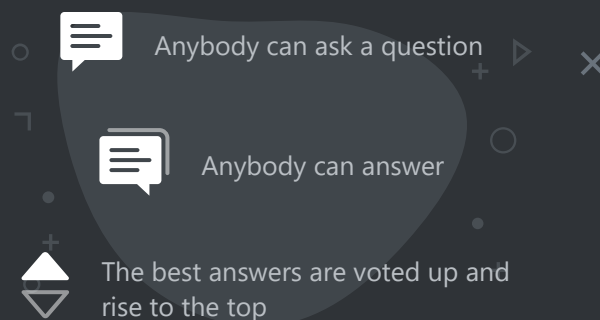 Anybody can ask a question
Anybody can answer
The best answers are voted up and
rise to the top